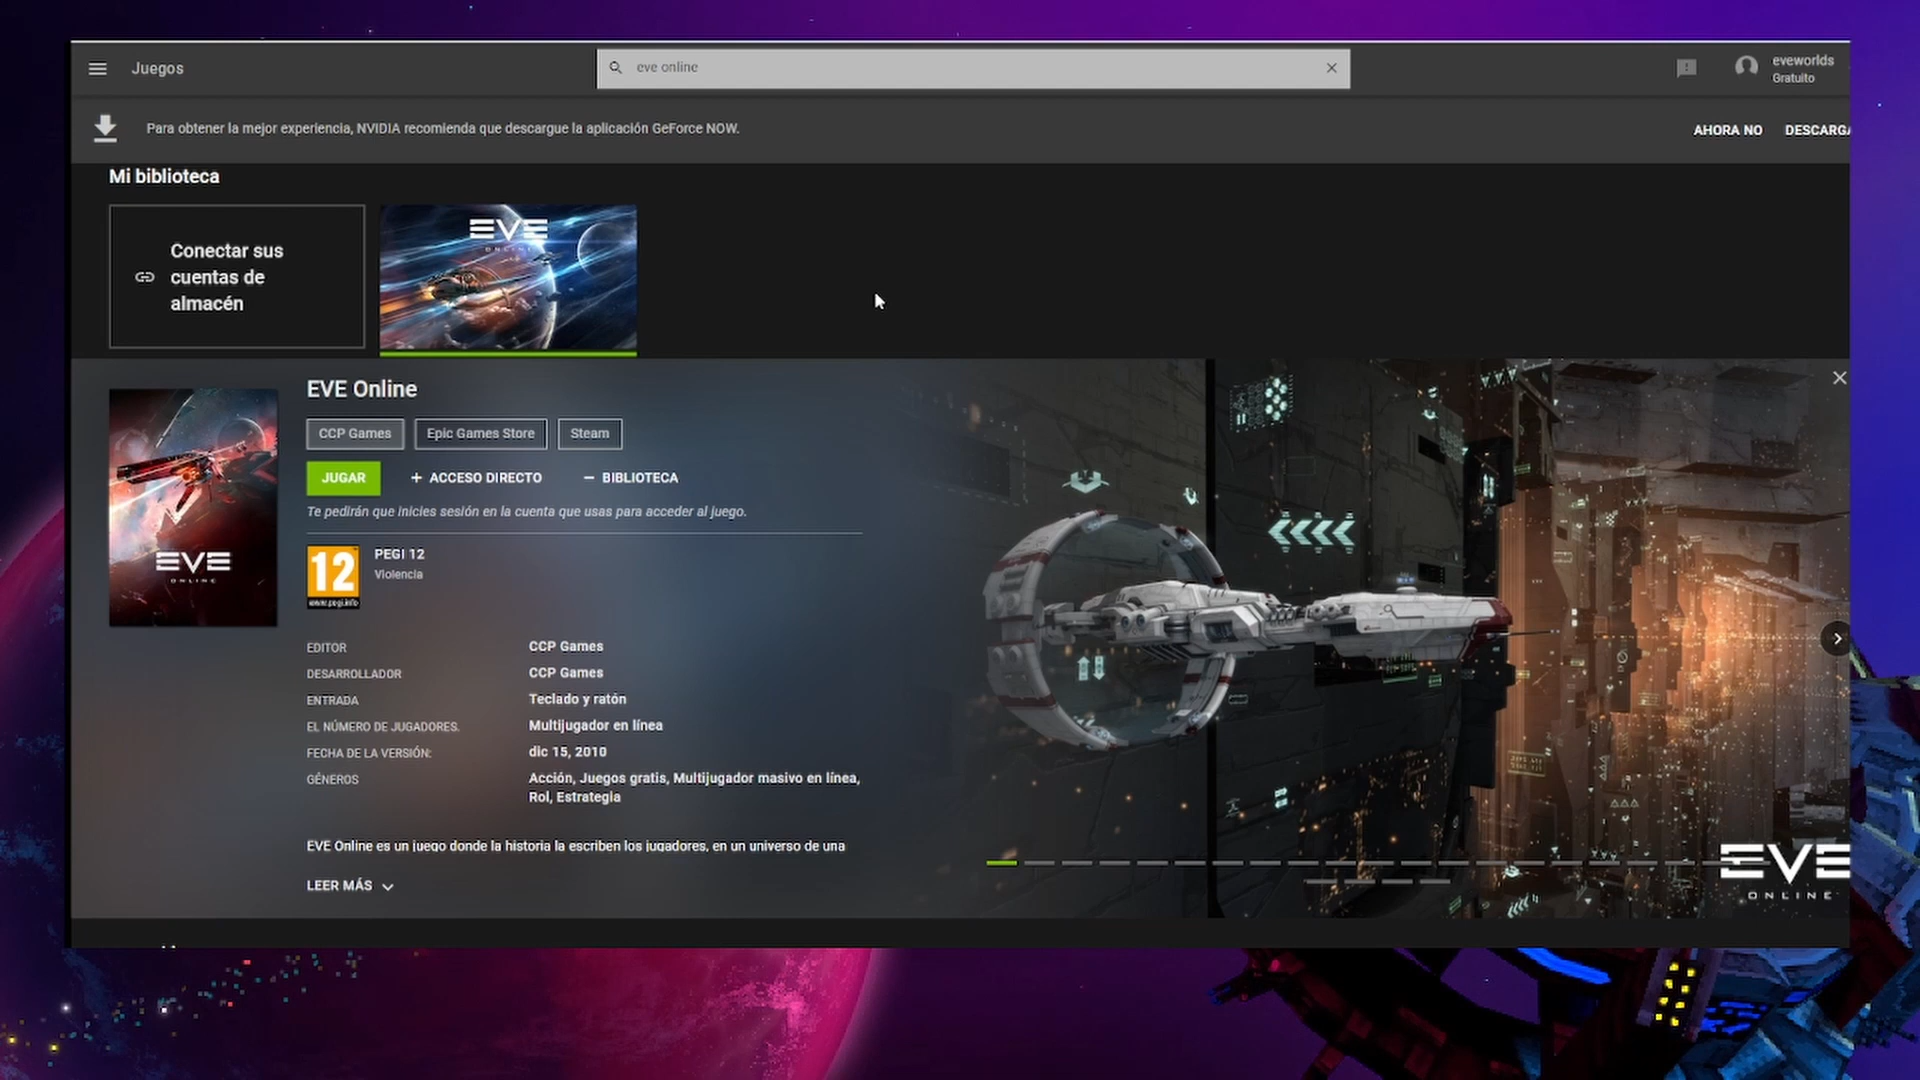 Juegos
eve online
eveworlds
Gratuito
Para obtener la mejor experiencia, NVIDIA recomienda que descargue la aplicación GeForce NOW.
AHORA NO
DESCARGA
Mi biblioteca
Conectar sus
cuentas de
almacén
EVE
ONLINE
EVE Online
CCP Games
Epic Games Store
Steam
JUGAR
+ ACCESO DIRECTO
− BIBLIOTECA
Te pedirán que inicies sesión en la cuenta que usas para acceder al juego.
EVE
ONLINE
12
www.pegi.info
PEGI 12
Violencia
EDITOR
CCP Games
DESARROLLADOR
CCP Games
ENTRADA
Teclado y ratón
EL NÚMERO DE JUGADORES.
Multijugador en línea
FECHA DE LA VERSIÓN:
dic 15, 2010
GÉNEROS
Acción, Juegos gratis, Multijugador masivo en línea,
Rol, Estrategia
EVE Online es un juego donde la historia la escriben los jugadores, en un universo de una
LEER MÁS
EVE
ONLINE